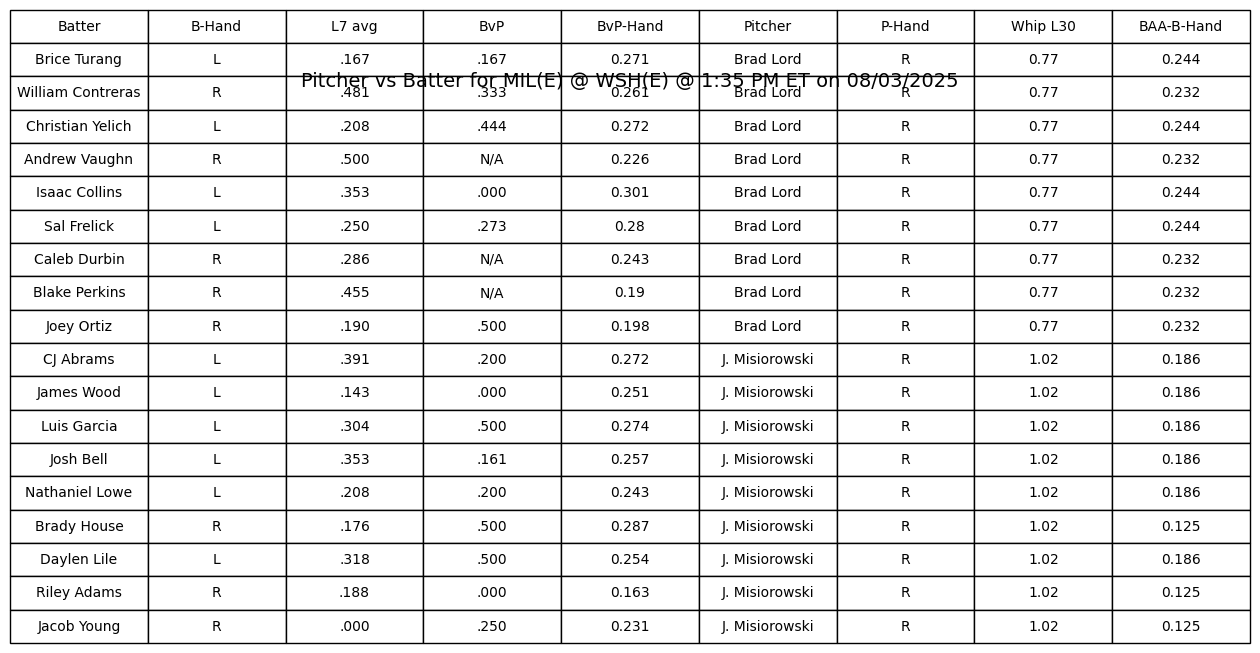 Batter B-Hand L7 avg BvP BvP-Hand Pitcher P-Hand Whip L30 BAA-B-Hand
Brice Turang L .167 .167 0.271 Brad Lord R 0.77 0.244
Pitcher vs Batter for MIL(E) @ WSH(E) @ 1:35 PM ET on 08/03/2025
William Contreras R .481 .333 0.261 Brad Lord R 0.77 0.232
Christian Yelich L .208 .444 0.272 Brad Lord R 0.77 0.244
Andrew Vaughn R .500 N/A 0.226 Brad Lord R 0.77 0.232
Isaac Collins L .353 .000 0.301 Brad Lord R 0.77 0.244
Sal Frelick L .250 .273 0.28 Brad Lord R 0.77 0.244
Caleb Durbin R .286 N/A 0.243 Brad Lord R 0.77 0.232
Blake Perkins R .455 N/A 0.19 Brad Lord R 0.77 0.232
Joey Ortiz R .190 .500 0.198 Brad Lord R 0.77 0.232
CJ Abrams L .391 .200 0.272 J. Misiorowski R 1.02 0.186
James Wood L .143 .000 0.251 J. Misiorowski R 1.02 0.186
Luis Garcia L .304 .500 0.274 J. Misiorowski R 1.02 0.186
Josh Bell L .353 .161 0.257 J. Misiorowski R 1.02 0.186
Nathaniel Lowe L .208 .200 0.243 J. Misiorowski R 1.02 0.186
Brady House R .176 .500 0.287 J. Misiorowski R 1.02 0.125
Daylen Lile L .318 .500 0.254 J. Misiorowski R 1.02 0.186
Riley Adams R .188 .000 0.163 J. Misiorowski R 1.02 0.125
Jacob Young R .000 .250 0.231 J. Misiorowski R 1.02 0.125